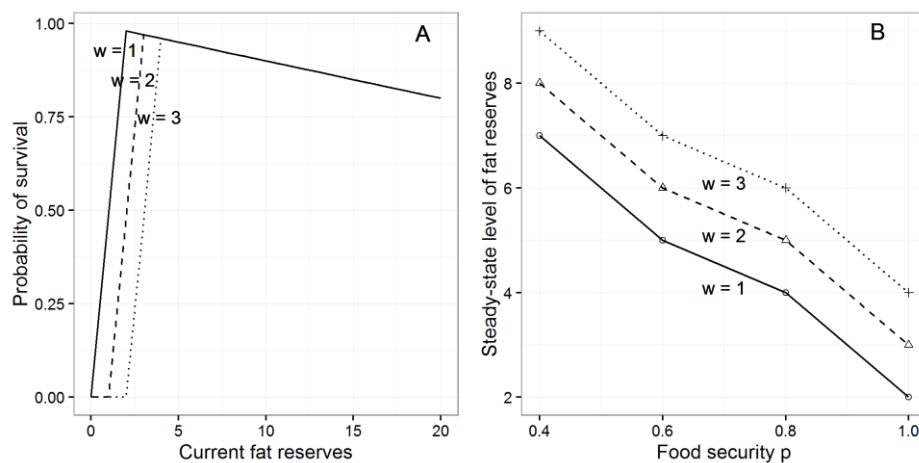 A
1.00
w = 1
w = 2
w = 3
0.75
0.50
0.25
0.00
Probability of survival
0
5
10
15
20
Current fat reserves
B
8
6
4
2
w = 3
w = 2
w = 1
Steady-state level of fat reserves
0.4
0.6
0.8
1.0
Food security p